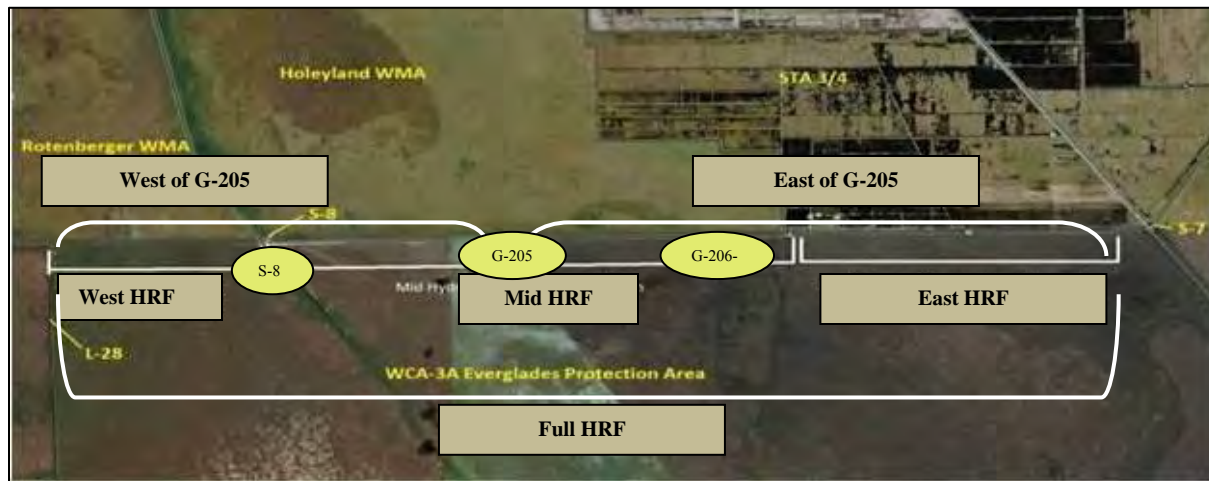 Holeyland WMA
STA 3/4
Rotenberger WMA
West of G-205
East of G-205
S-8
S-7
S-8
G-205
G-206-
West HRF
Mid
Mid HRF
East HRF
L-28
WCA-3A Everglades Protection Area
Full HRF